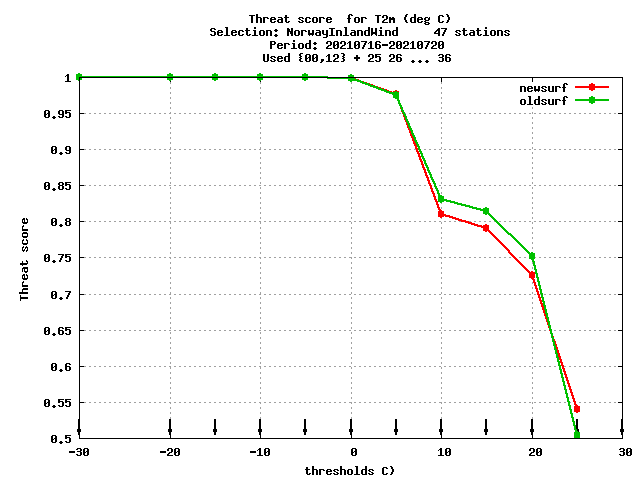 Threat score  for T2m (deg C)
Selection: NorwayInlandWind     47 stations
Period: 20210716-20210720
Used {00,12} + 25 26 ... 36
newsurf
oldsurf
1
0.95
0.9
0.85
0.8
0.75
0.7
0.65
0.6
0.55
0.5
Threat score
-30 -20 -10 0 10 20 30
thresholds C)